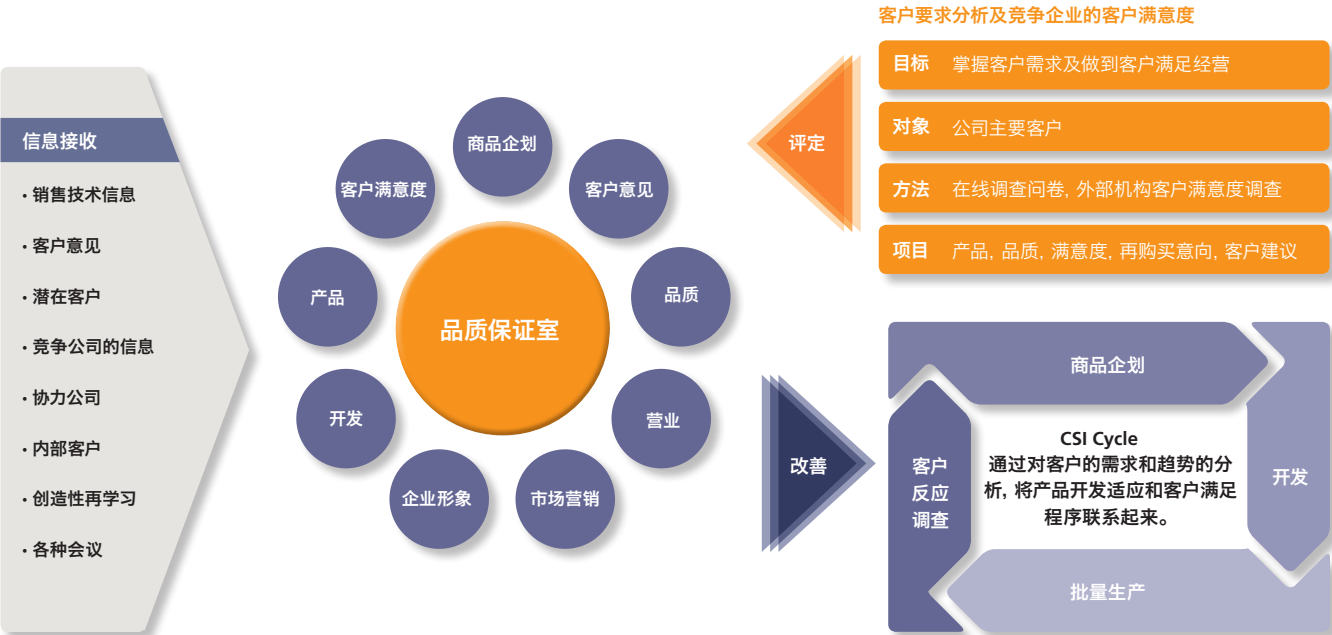 信息接收
• 销售技术信息
• 客户意见
• 潜在客户
• 竞争公司的信息
• 协力公司
• 内部客户
• 创造性再学习
• 各种会议
商品企划
客户意见
品质
营业
市场营销
企业形象
开发
产品
客户满意度
品质保证室
评定
客户要求分析及竞争企业的客户满意度
目标 掌握客户需求及做到客户满足经营
对象 公司主要客户
方法 在线调查问卷, 外部机构客户满意度调查
项目 产品, 品质, 满意度, 再购买意向, 客户建议
改善
商品企划
开发
批量生产
客户
反应
调查
CSI Cycle
通过对客户的需求和趋势的分
析, 将产品开发适应和客户满足
程序联系起来。